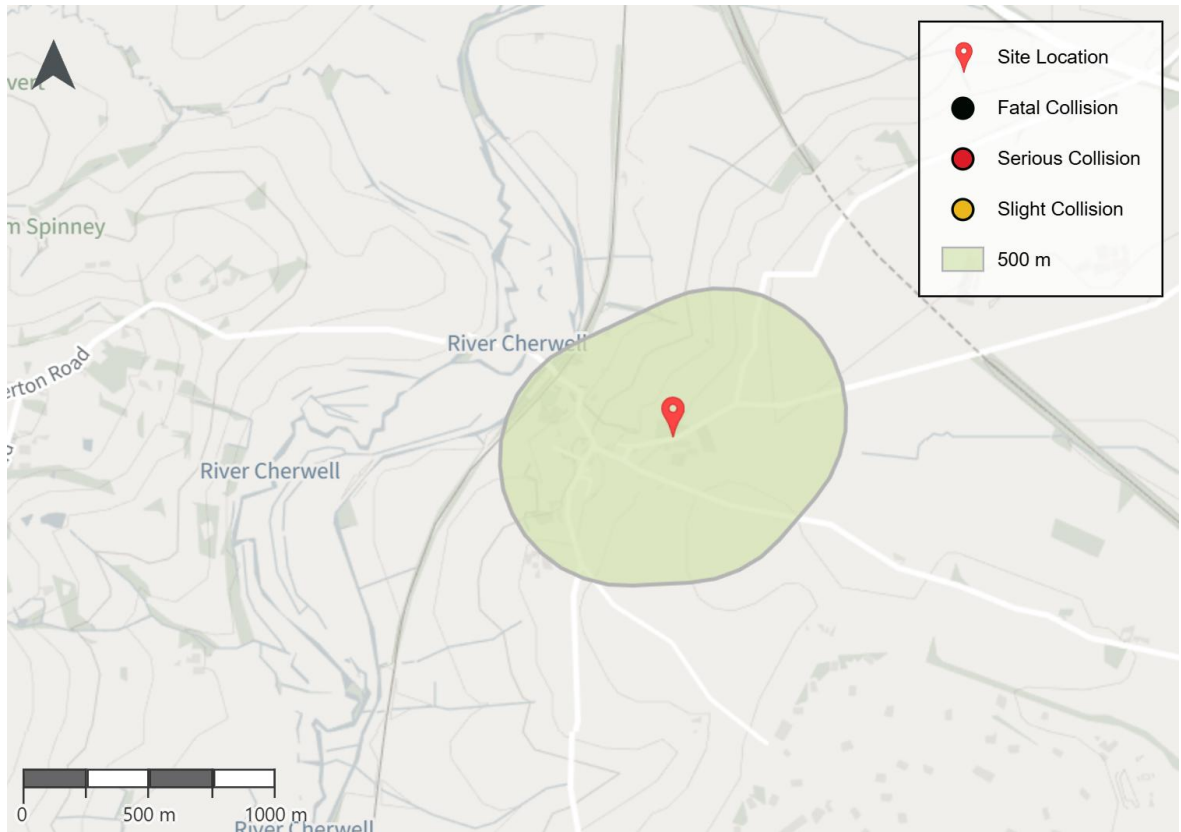 vert
Site Location
Fatal Collision
Serious Collision
Slight Collision
500 m
m Spinney
River Cherwell
erton Road
River Cherwell
0
500 m
1000 m
River Cherwell